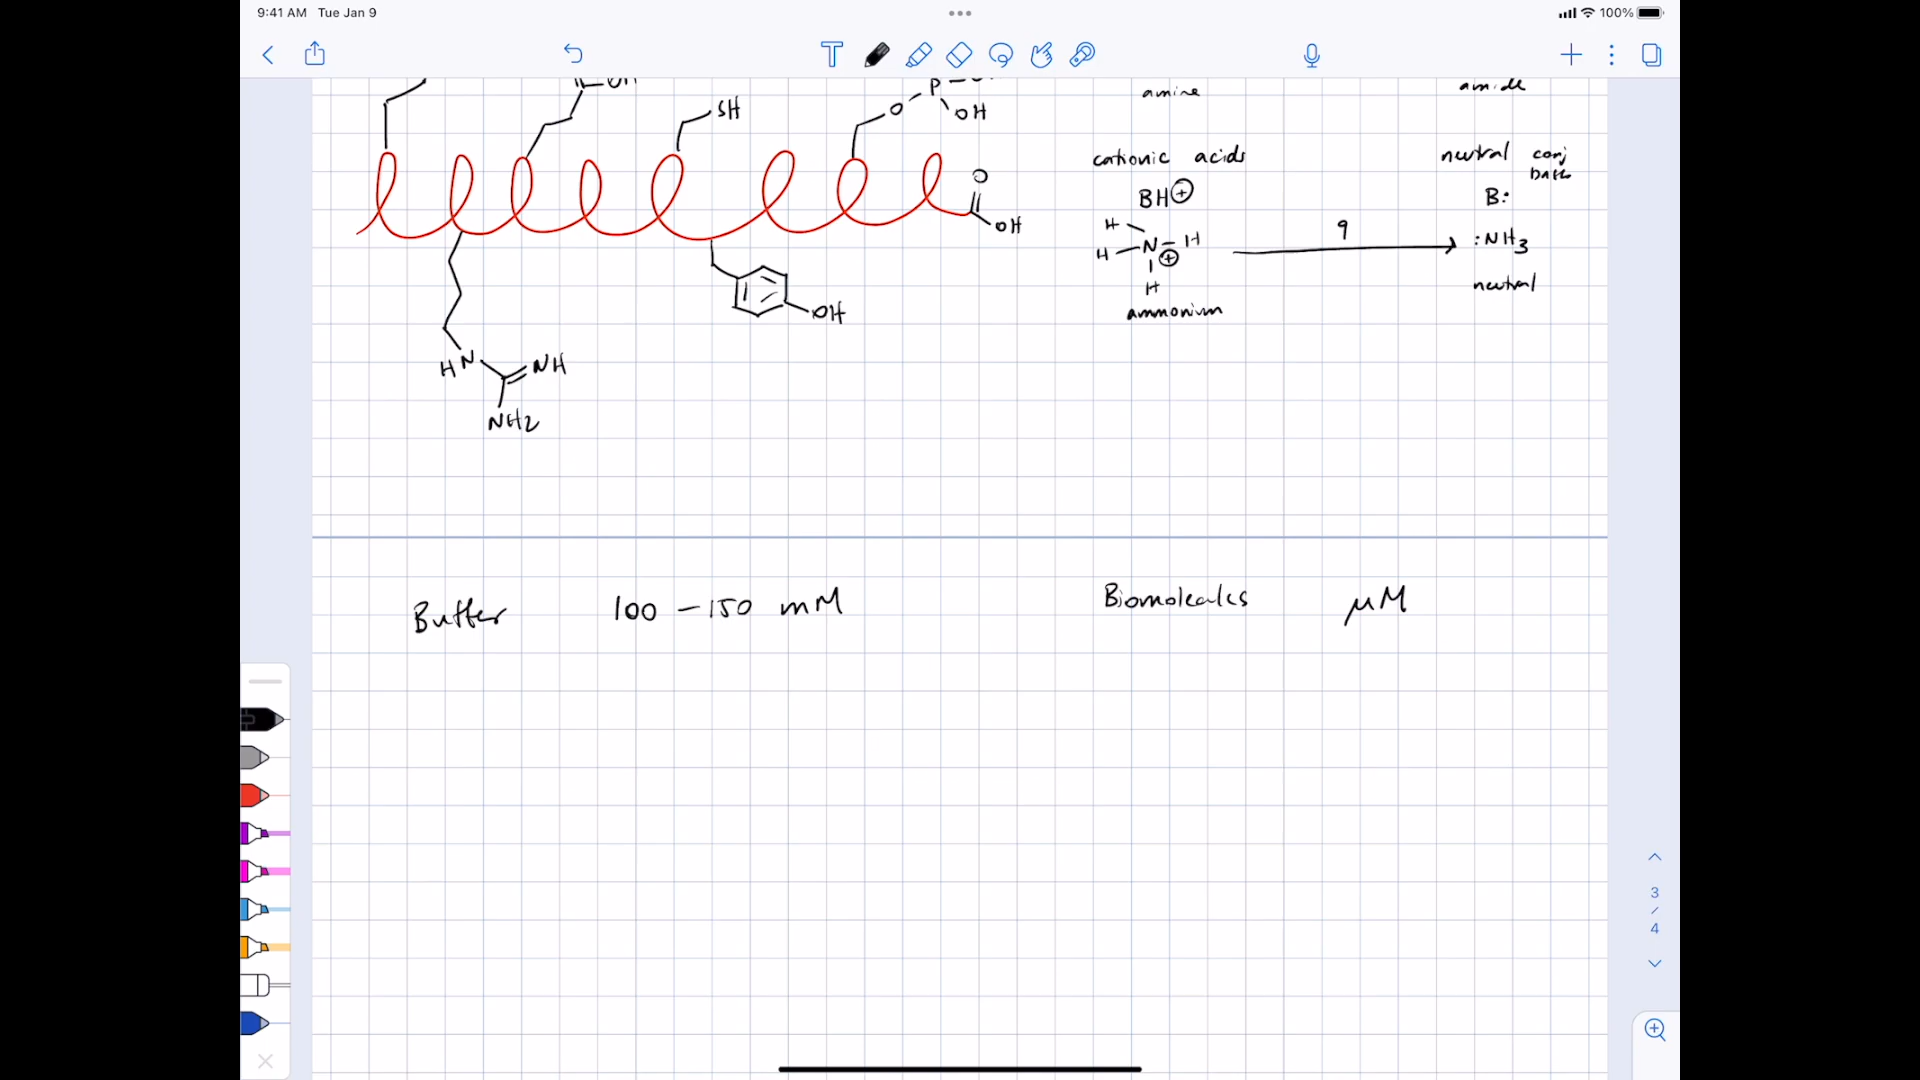 9:41 AM Tue Jan 9
100%
OH
SH
O
P
O
OH
amine
amide
cationic acids
neutral conj
base
BH+
B:
O
OH
H
H
N
+
H
H
9
:NH3
ammonium
neutral
OH
HN
NH
NH2
Buffer 100 – 150 mM
Biomolecules μM
3
/
4